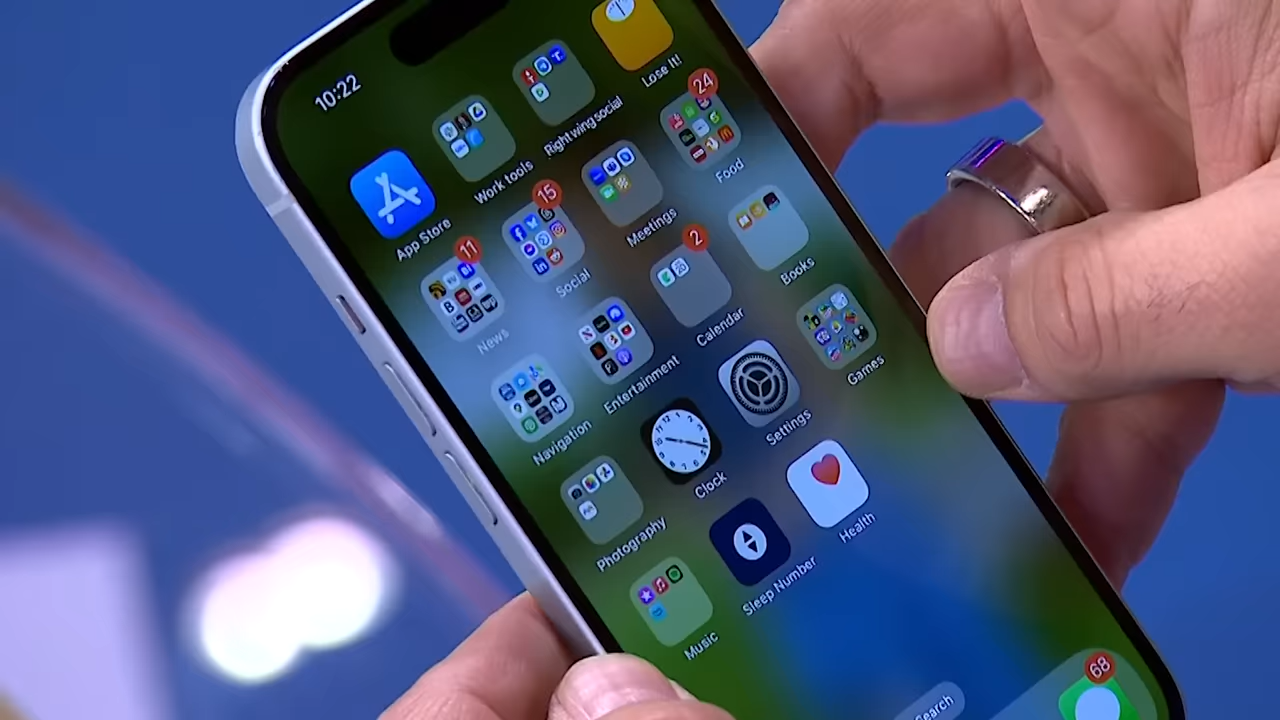 10:22
App Store
Work tools
Right wing social
Lose It!
11
News
15
Social
Meetings
24
Food
Navigation
Entertainment
2
Calendar
Books
Photography
Clock
Settings
Games
Music
Sleep Number
Health
Search
68